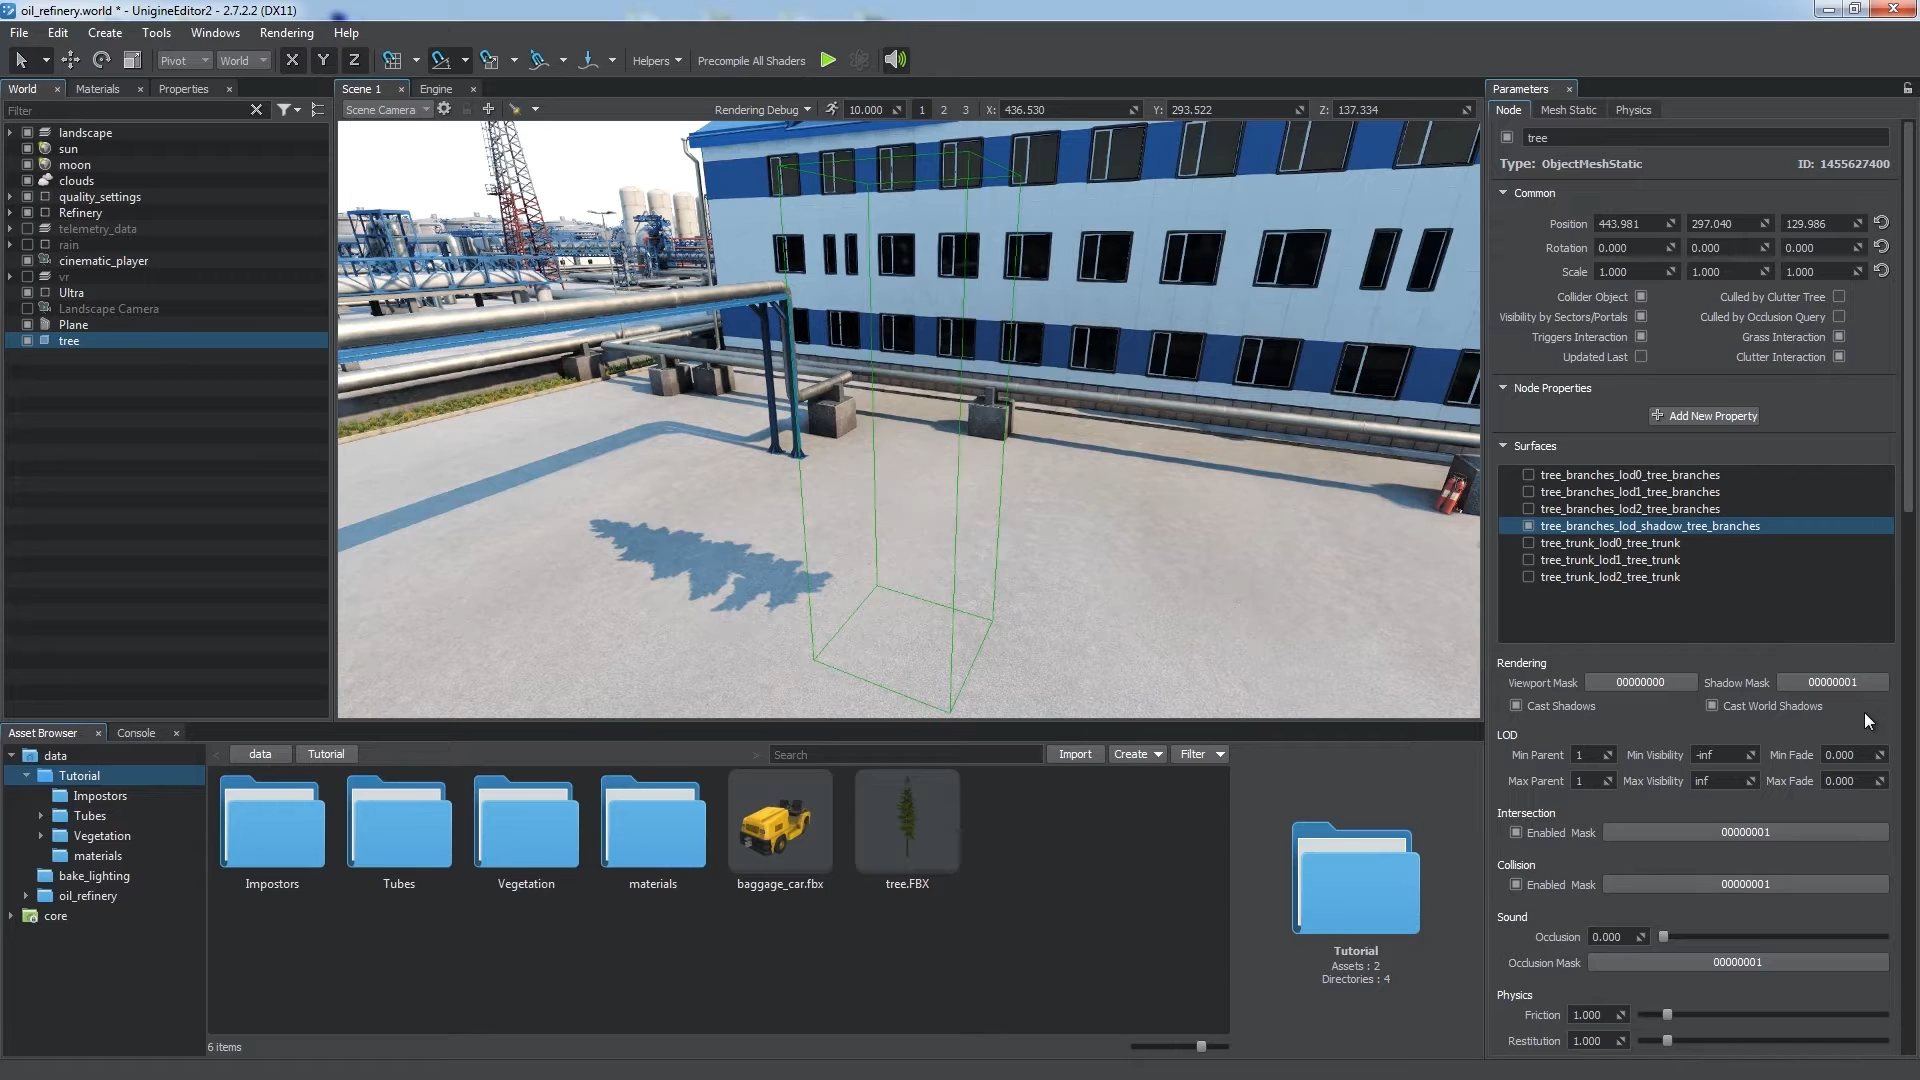 oil_refinery.world * - UnigineEditor2 - 2.7.2.2 (DX11)
File Edit Create Tools Windows Rendering Help
Pivot World X Y Z Helpers Precompile All Shaders
World Materials Properties
Filter
landscape
sun
moon
clouds
quality_settings
Refinery
telemetry_data
rain
cinematic_player
vr
Ultra
Landscape Camera
Plane
tree
Scene 1 Engine
Scene Camera Rendering Debug 10.000 1 2 3 X: 436.530 Y: 293.522 Z: 137.334
Parameters
Node Mesh Static Physics
tree
Type: ObjectMeshStatic ID: 1455627400
Common
Position 443.981 297.040 129.986
Rotation 0.000 0.000 0.000
Scale 1.000 1.000 1.000
Collider Object Culled by Clutter Tree
Visibility by Sectors/Portals Culled by Occlusion Query
Triggers Interaction Grass Interaction
Updated Last Clutter Interaction
Node Properties
Add New Property
Surfaces
tree_branches_lod0_tree_branches
tree_branches_lod1_tree_branches
tree_branches_lod2_tree_branches
tree_branches_lod_shadow_tree_branches
tree_trunk_lod0_tree_trunk
tree_trunk_lod1_tree_trunk
tree_trunk_lod2_tree_trunk
Rendering
Viewport Mask 00000000 Shadow Mask 00000001
Cast Shadows Cast World Shadows
LOD
Min Parent 1 Min Visibility -inf Min Fade 0.000
Max Parent 1 Max Visibility inf Max Fade 0.000
Intersection
Enabled Mask 00000001
Collision
Enabled Mask 00000001
Sound
Occlusion 0.000
Occlusion Mask 00000001
Physics
Friction 1.000
Restitution 1.000
Asset Browser Console
data
Tutorial
Impostors
Tubes
Vegetation
materials
bake_lighting
oil_refinery
core
data Tutorial Search Import Create Filter
Impostors Tubes Vegetation materials baggage_car.fbx tree.FBX
Tutorial
Assets : 2
Directories : 4
6 items